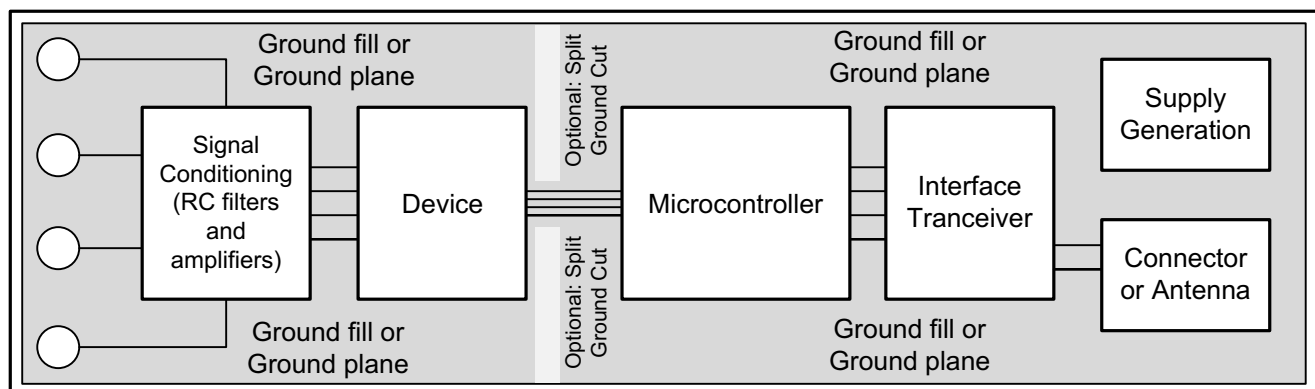 Ground fill or
Ground plane
Optional: Split
Ground Cut
Ground fill or
Ground plane
Supply
Generation
Signal
Conditioning
(RC filters
and
amplifiers)
Device
Microcontroller
Interface
Tranceiver
Connector
or Antenna
Ground fill or
Ground plane
Optional: Split
Ground Cut
Ground fill or
Ground plane